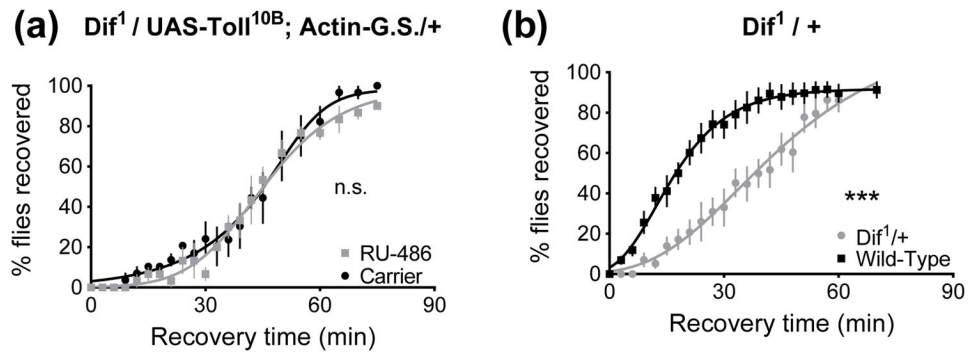 (a) Dif¹ / UAS-Toll¹⁰ᴮ; Actin-G.S./+
100
80
60
40
20
0
% flies recovered
n.s.
RU-486
Carrier
0 30 60 90
Recovery time (min)
(b) Dif¹ / +
100
80
60
40
20
0
% flies recovered
***
Dif¹/+
Wild-Type
0 30 60 90
Recovery time (min)